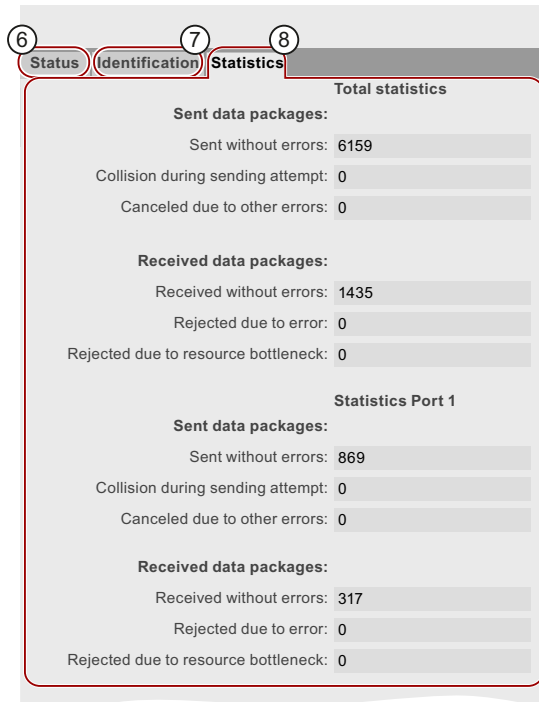 6 7 8
Status Identification Statistics
Total statistics
Sent data packages:
Sent without errors: 6159
Collision during sending attempt: 0
Canceled due to other errors: 0
Received data packages:
Received without errors: 1435
Rejected due to error: 0
Rejected due to resource bottleneck: 0
Statistics Port 1
Sent data packages:
Sent without errors: 869
Collision during sending attempt: 0
Canceled due to other errors: 0
Received data packages:
Received without errors: 317
Rejected due to error: 0
Rejected due to resource bottleneck: 0